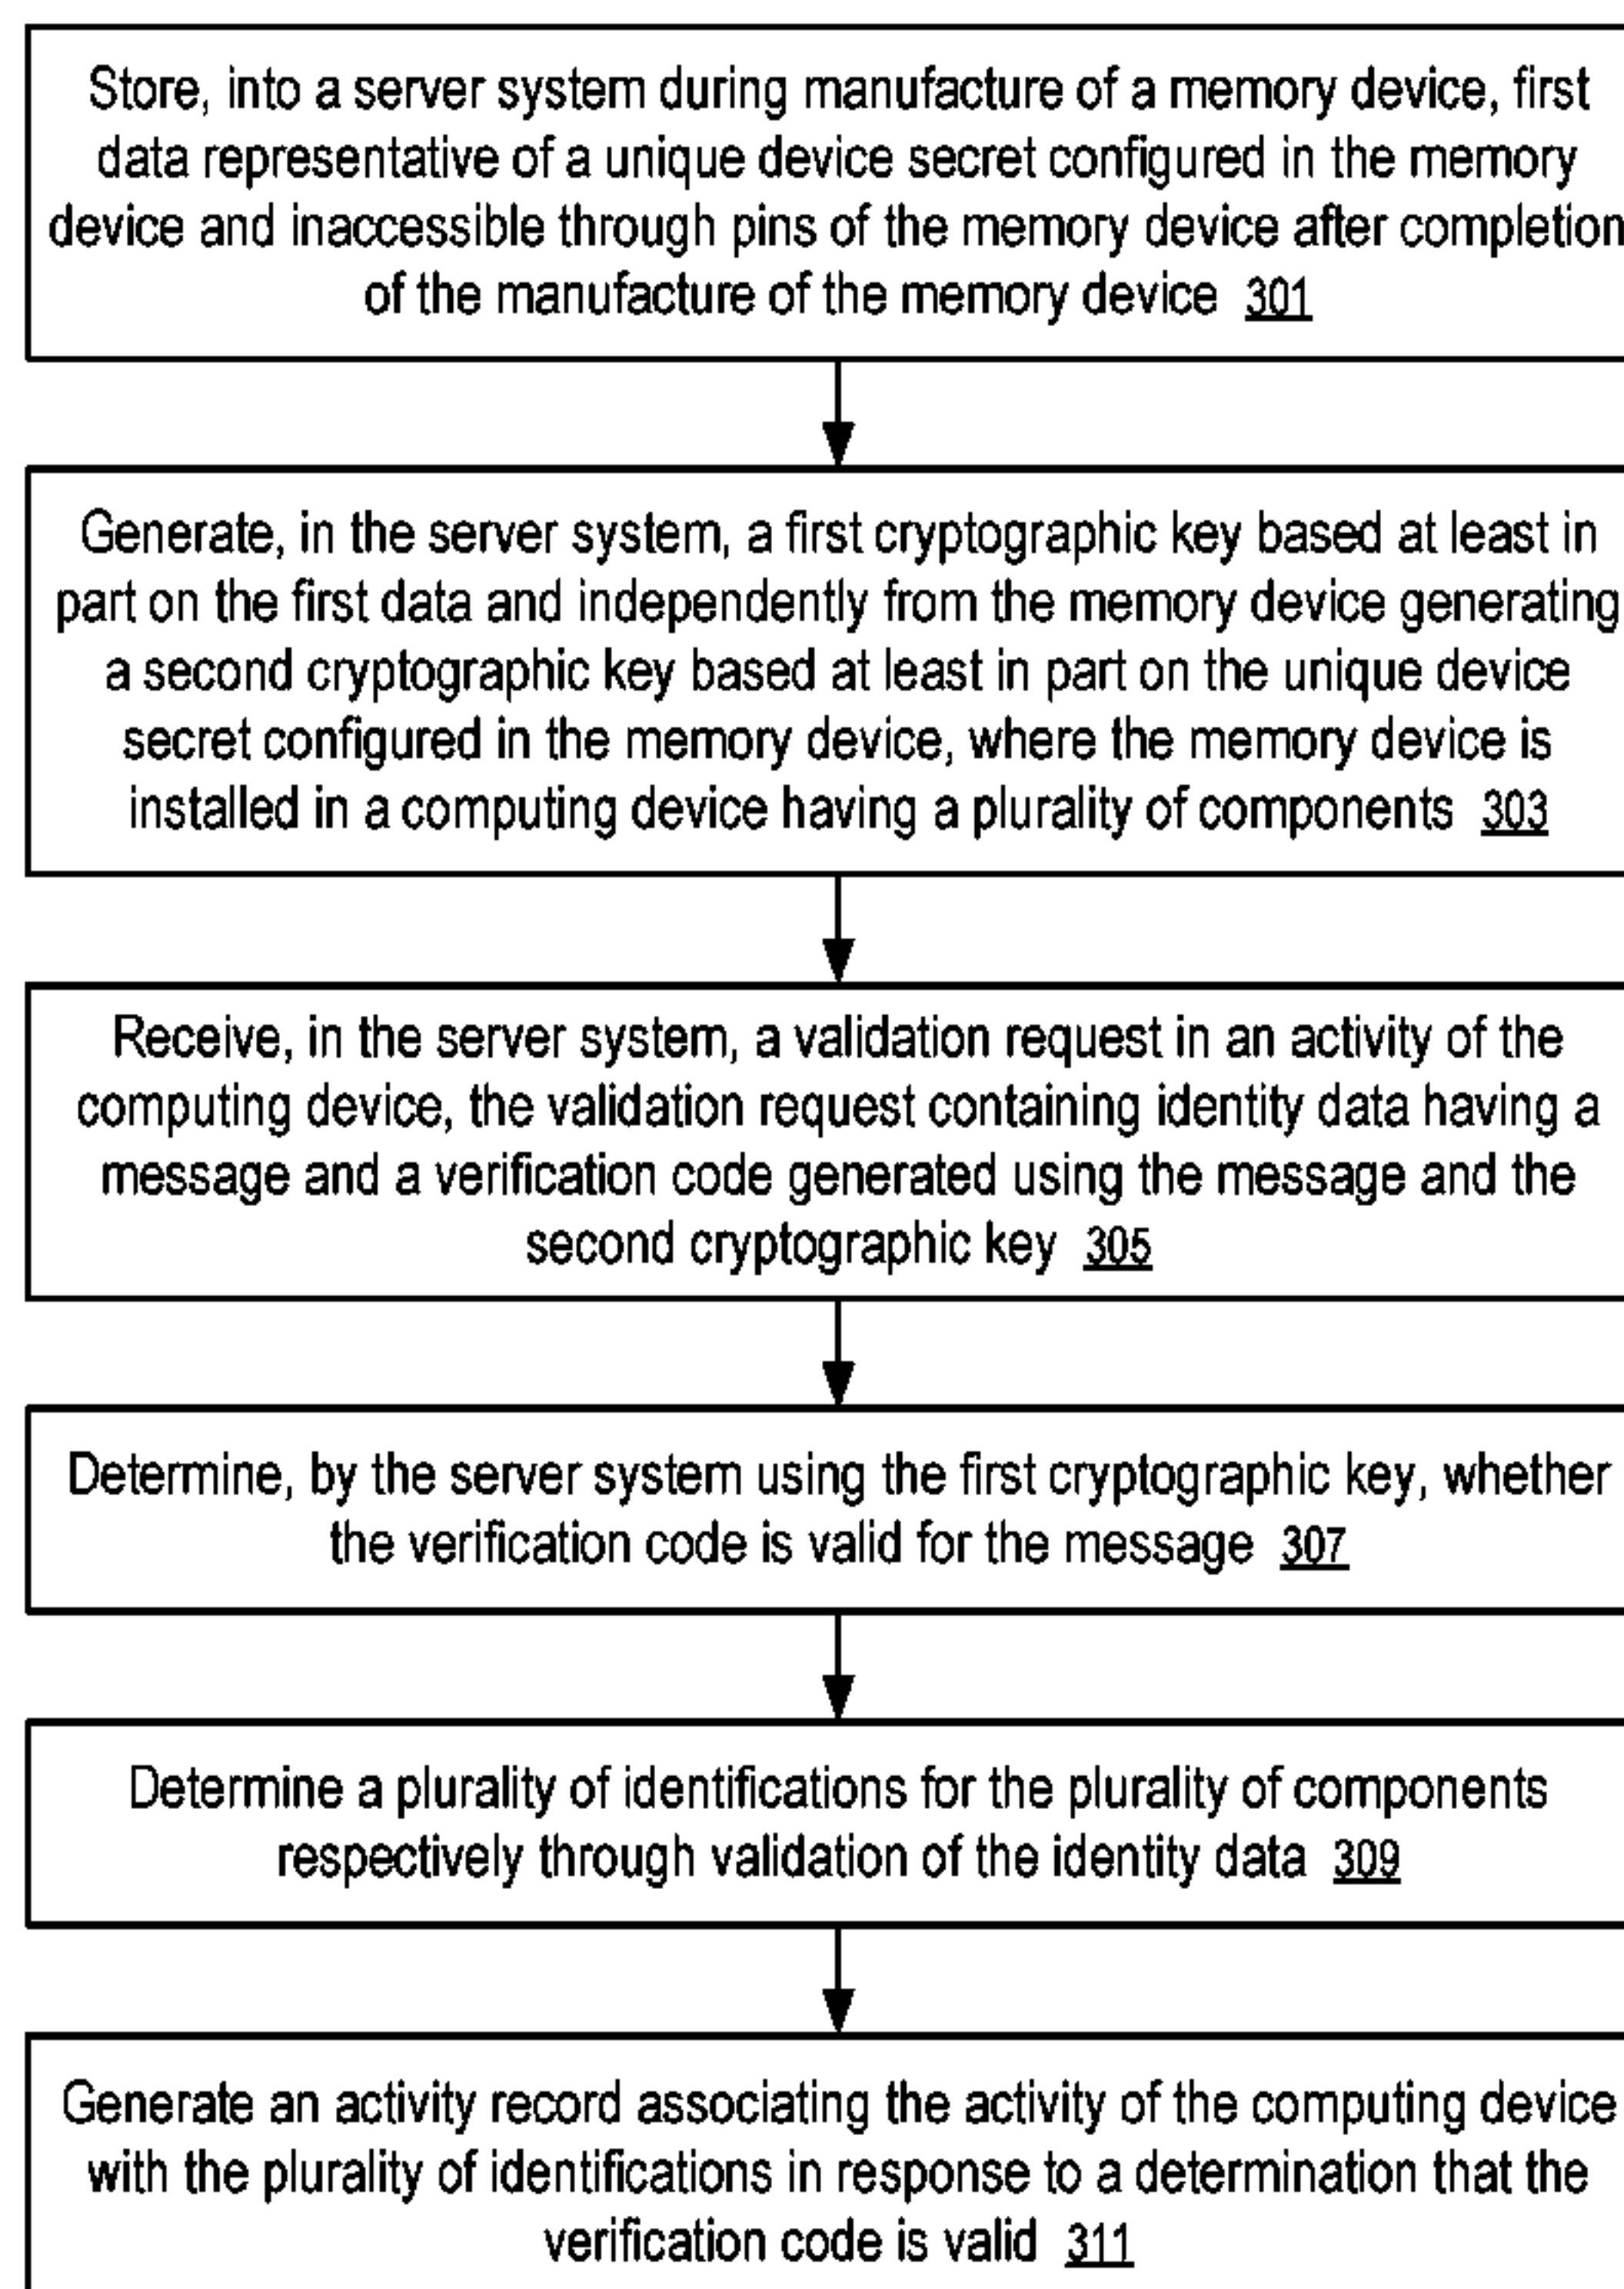 Store, into a server system during manufacture of a memory device, first
data representative of a unique device secret configured in the memory
device and inaccessible through pins of the memory device after completion
of the manufacture of the memory device 301
Generate, in the server system, a first cryptographic key based at least in
part on the first data and independently from the memory device generating
a second cryptographic key based at least in part on the unique device
secret configured in the memory device, where the memory device is
installed in a computing device having a plurality of components 303
Receive, in the server system, a validation request in an activity of the
computing device, the validation request containing identity data having a
message and a verification code generated using the message and the
second cryptographic key 305
Determine, by the server system using the first cryptographic key, whether
the verification code is valid for the message 307
Determine a plurality of identifications for the plurality of components
respectively through validation of the identity data 309
Generate an activity record associating the activity of the computing device
with the plurality of identifications in response to a determination that the
verification code is valid 311